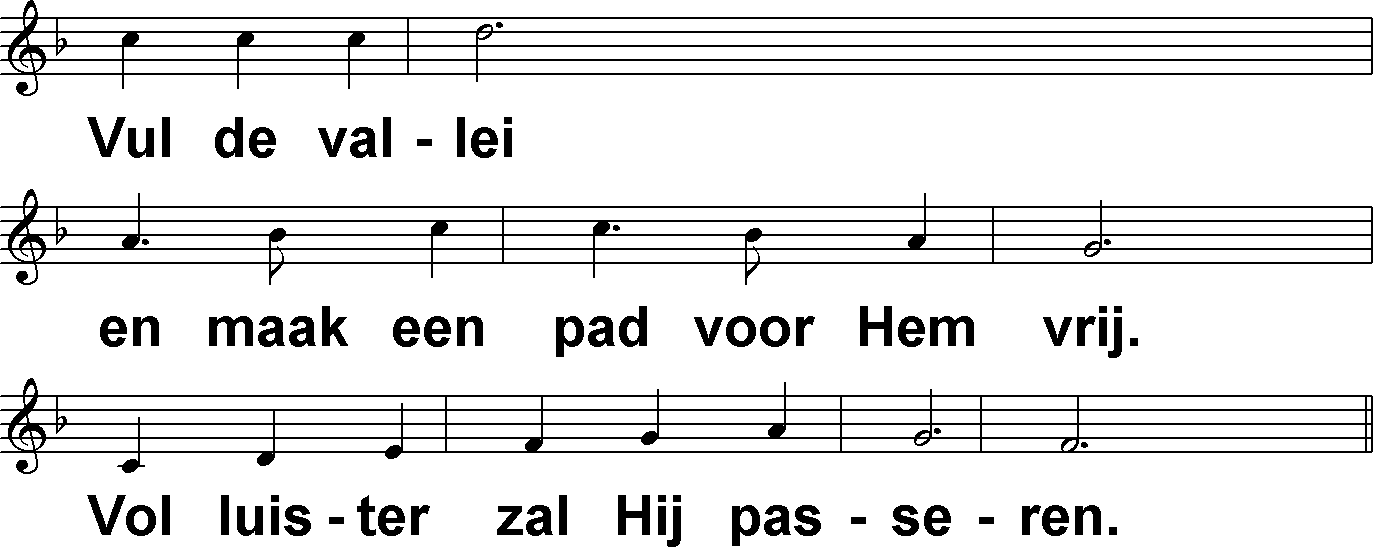 Vul de val - lei
en maak een pad voor Hem vrij.
Vol luis - ter zal Hij pas - se - ren.